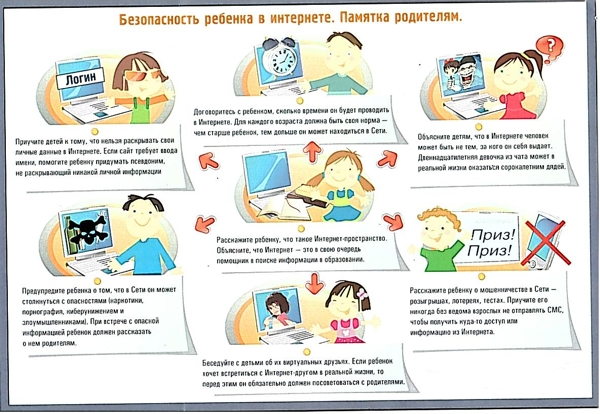 Безопасность ребенка в интернете. Памятка родителям.
Логин
Приучите детей к тому, что нельзя раскрывать свои
личные данные в Интернете. Если сайт требует ввода
имени, помогите ребенку придумать псевдоним,
не раскрывающий никакой личной информации
Договоритесь с ребенком, сколько времени он будет проводить
в Интернете. Для каждого возраста должна быть своя норма –
чем старше ребенок, тем дольше он может находиться в Сети.
?
Объясните детям, что в Интернете человек
может быть не тем, за кого он себя выдает.
Двенадцатилетняя девочка из чата может в
реальной жизни оказаться сорокалетним дядей.
Расскажите ребенку, что такое Интернет-пространство.
Объясните, что Интернет – это в свою очередь
помощник в поиске информации в образовании.
Предупредите ребенка о том, что в Сети он может
столкнуться с опасностями (наркотики,
порнография, киберунижением и
злоумышленниками). При встрече с опасной
информацией ребенок должен рассказать
о нем родителям.
Приз!
Приз!
Расскажите ребенку о мошенничестве в Сети –
розыгрышах, лотереях, тестах. Приучите его
никогда без ведома взрослых не отправлять СМС,
чтобы получить куда-то доступ или
информацию из Интернета.
Беседуйте с детьми об их виртуальных друзьях. Если ребенок
хочет встретиться с Интернет-другом в реальной жизни, то
перед этим он обязательно должен посоветоваться с родителями.